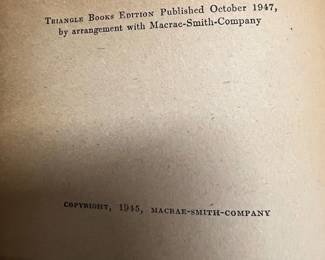 Triangle Books Edition Published October 1947,
by arrangement with Macrae-Smith-Company
COPYRIGHT, 1945, MACRAE-SMITH-COMPANY